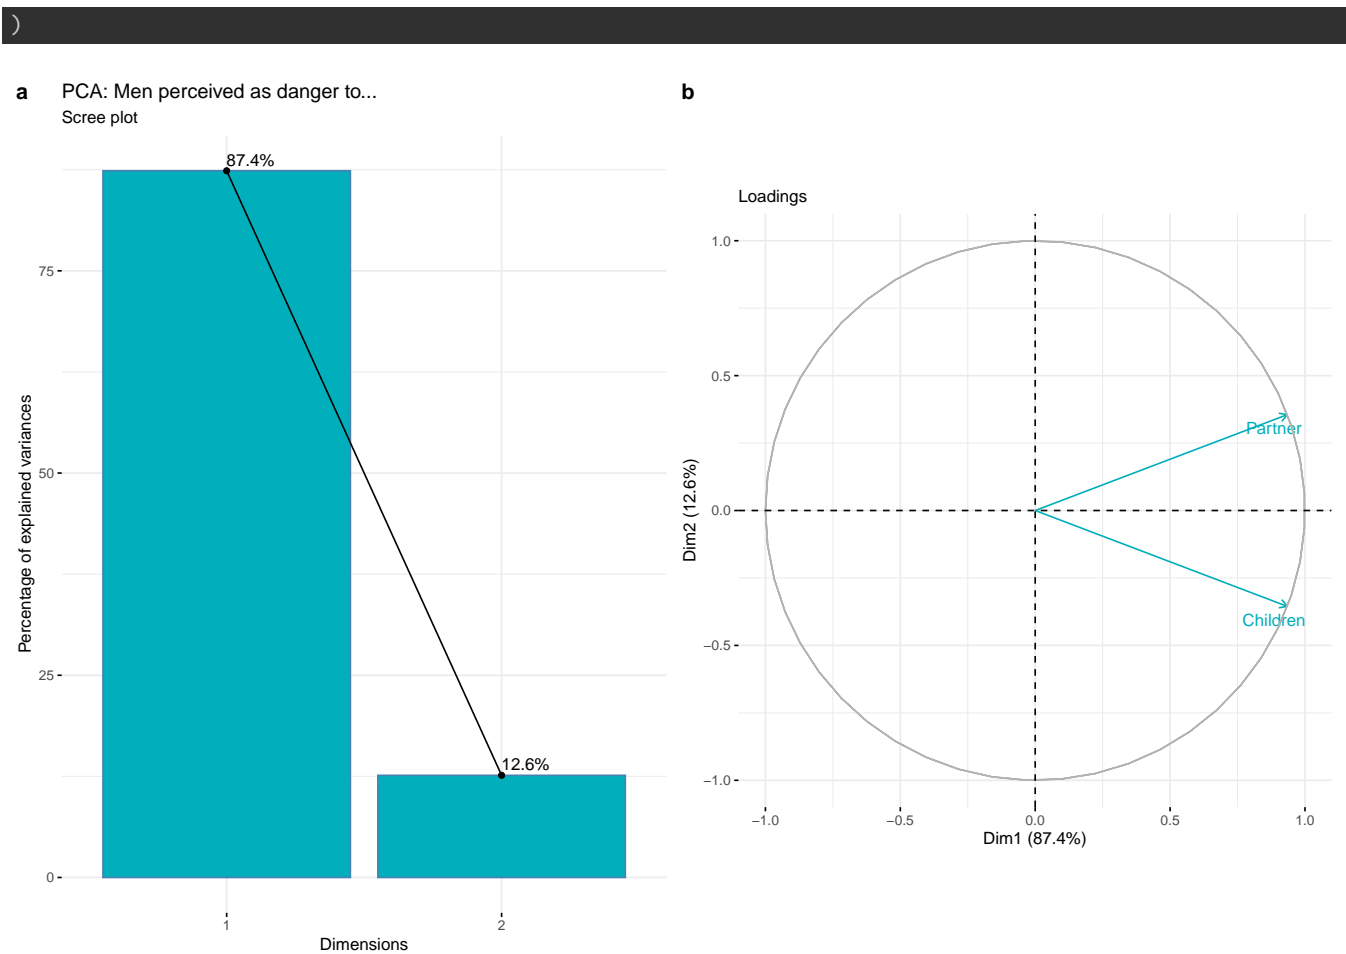 )
a
PCA: Men perceived as danger to...
Scree plot
87.4%
12.6%
75
50
25
0
Percentage of explained variances
1
2
Dimensions
b
Loadings
1.0
0.5
0.0
−0.5
−1.0
Dim2 (12.6%)
Partner
Children
−1.0
−0.5
0.0
0.5
1.0
Dim1 (87.4%)